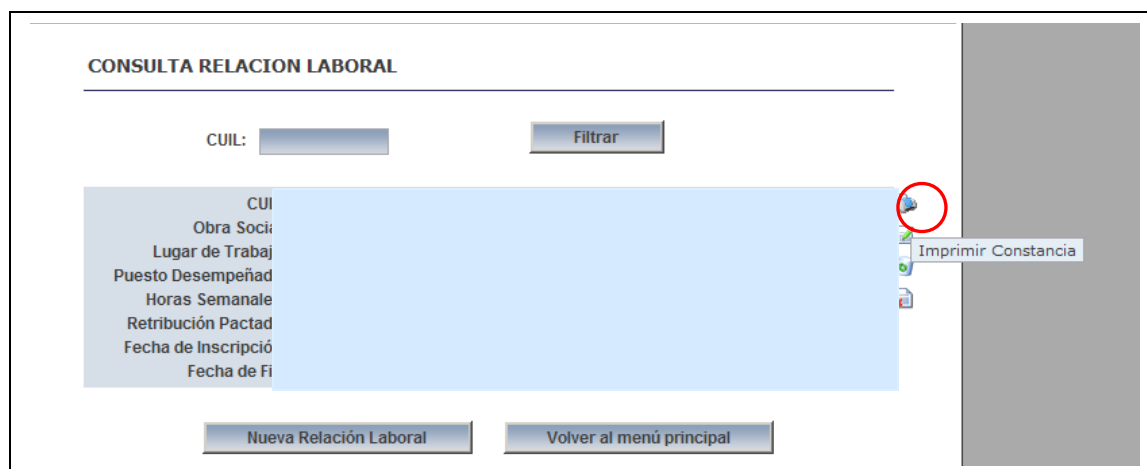 CONSULTA RELACION LABORAL
CUIL:
Filtrar
CUI
Obra Socia
Imprimir Constancia
Lugar de Trabaj
Puesto Desempeñad
Horas Semanale
Retribución Pactad
Fecha de Inscripció
Fecha de Fi
Nueva Relación Laboral
Volver al menú principal